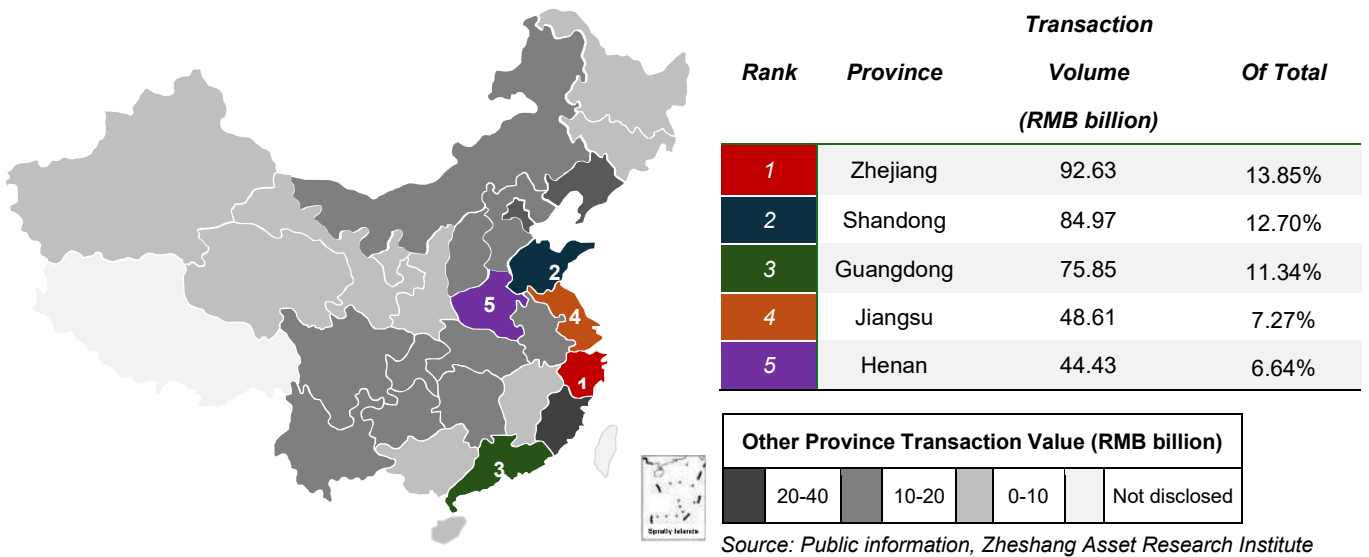 Transaction
Rank Province Volume Of Total
(RMB billion)
1 Zhejiang 92.63 13.85%
2 Shandong 84.97 12.70%
3 Guangdong 75.85 11.34%
4 Jiangsu 48.61 7.27%
5 Henan 44.43 6.64%
2
5
4
1
3
Spratly Islands
Other Province Transaction Value (RMB billion)
20-40 10-20 0-10 Not disclosed
Source: Public information, Zheshang Asset Research Institute